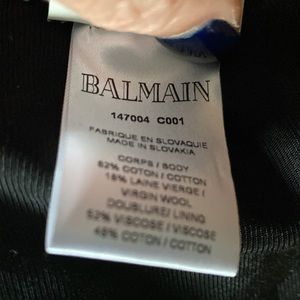 BALMAIN
147004 C001
FABRIQUE EN SLOVAQUIE
MADE IN SLOVAKIA
CORPS / BODY
82% COTON / COTTON
18% LAINE VIERGE /
VIRGIN WOOL
DOUBLURE/ LINING
52% VISCOSE / VISCOSE
48% COTON / COTTON